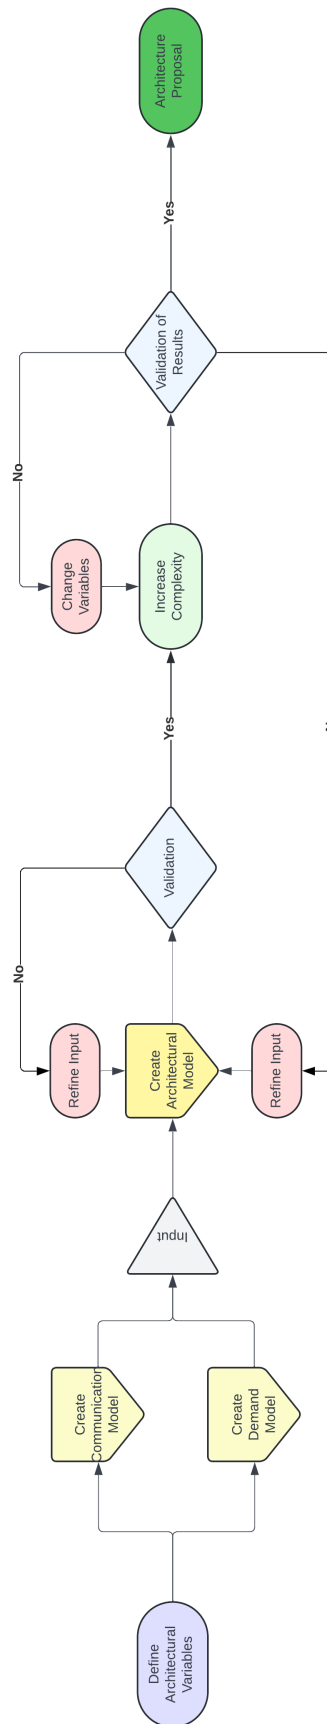 Define
Architectural
Variables
Create
Communication
Model
Create
Demand
Model
Input
Refine Input
Create
Architectural
Model
Refine Input
No
Validation
Yes
Change
Variables
Increase
Complexity
No
Validation of
Results
Yes
Architecture
Proposal